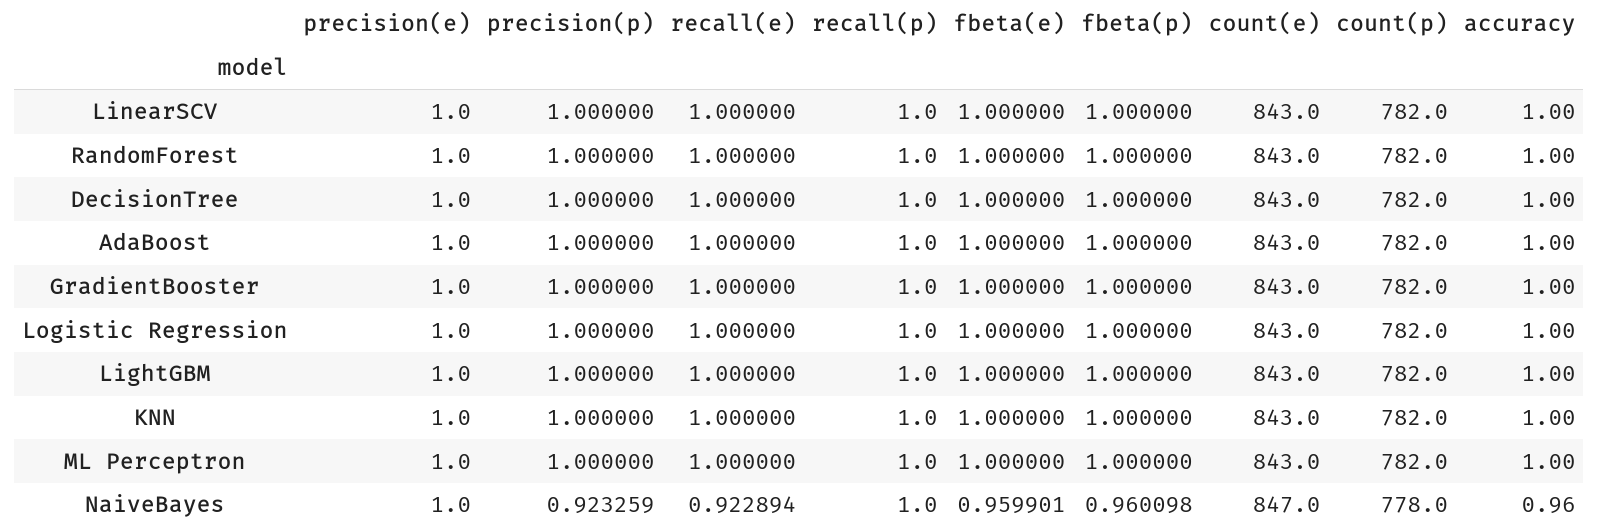 precision(e) precision(p) recall(e) recall(p) fbeta(e) fbeta(p) count(e) count(p) accuracy
model
LinearSCV 1.0 1.000000 1.000000 1.0 1.000000 1.000000 843.0 782.0 1.00
RandomForest 1.0 1.000000 1.000000 1.0 1.000000 1.000000 843.0 782.0 1.00
DecisionTree 1.0 1.000000 1.000000 1.0 1.000000 1.000000 843.0 782.0 1.00
AdaBoost 1.0 1.000000 1.000000 1.0 1.000000 1.000000 843.0 782.0 1.00
GradientBooster 1.0 1.000000 1.000000 1.0 1.000000 1.000000 843.0 782.0 1.00
Logistic Regression 1.0 1.000000 1.000000 1.0 1.000000 1.000000 843.0 782.0 1.00
LightGBM 1.0 1.000000 1.000000 1.0 1.000000 1.000000 843.0 782.0 1.00
KNN 1.0 1.000000 1.000000 1.0 1.000000 1.000000 843.0 782.0 1.00
ML Perceptron 1.0 1.000000 1.000000 1.0 1.000000 1.000000 843.0 782.0 1.00
NaiveBayes 1.0 0.923259 0.922894 1.0 0.959901 0.960098 847.0 778.0 0.96